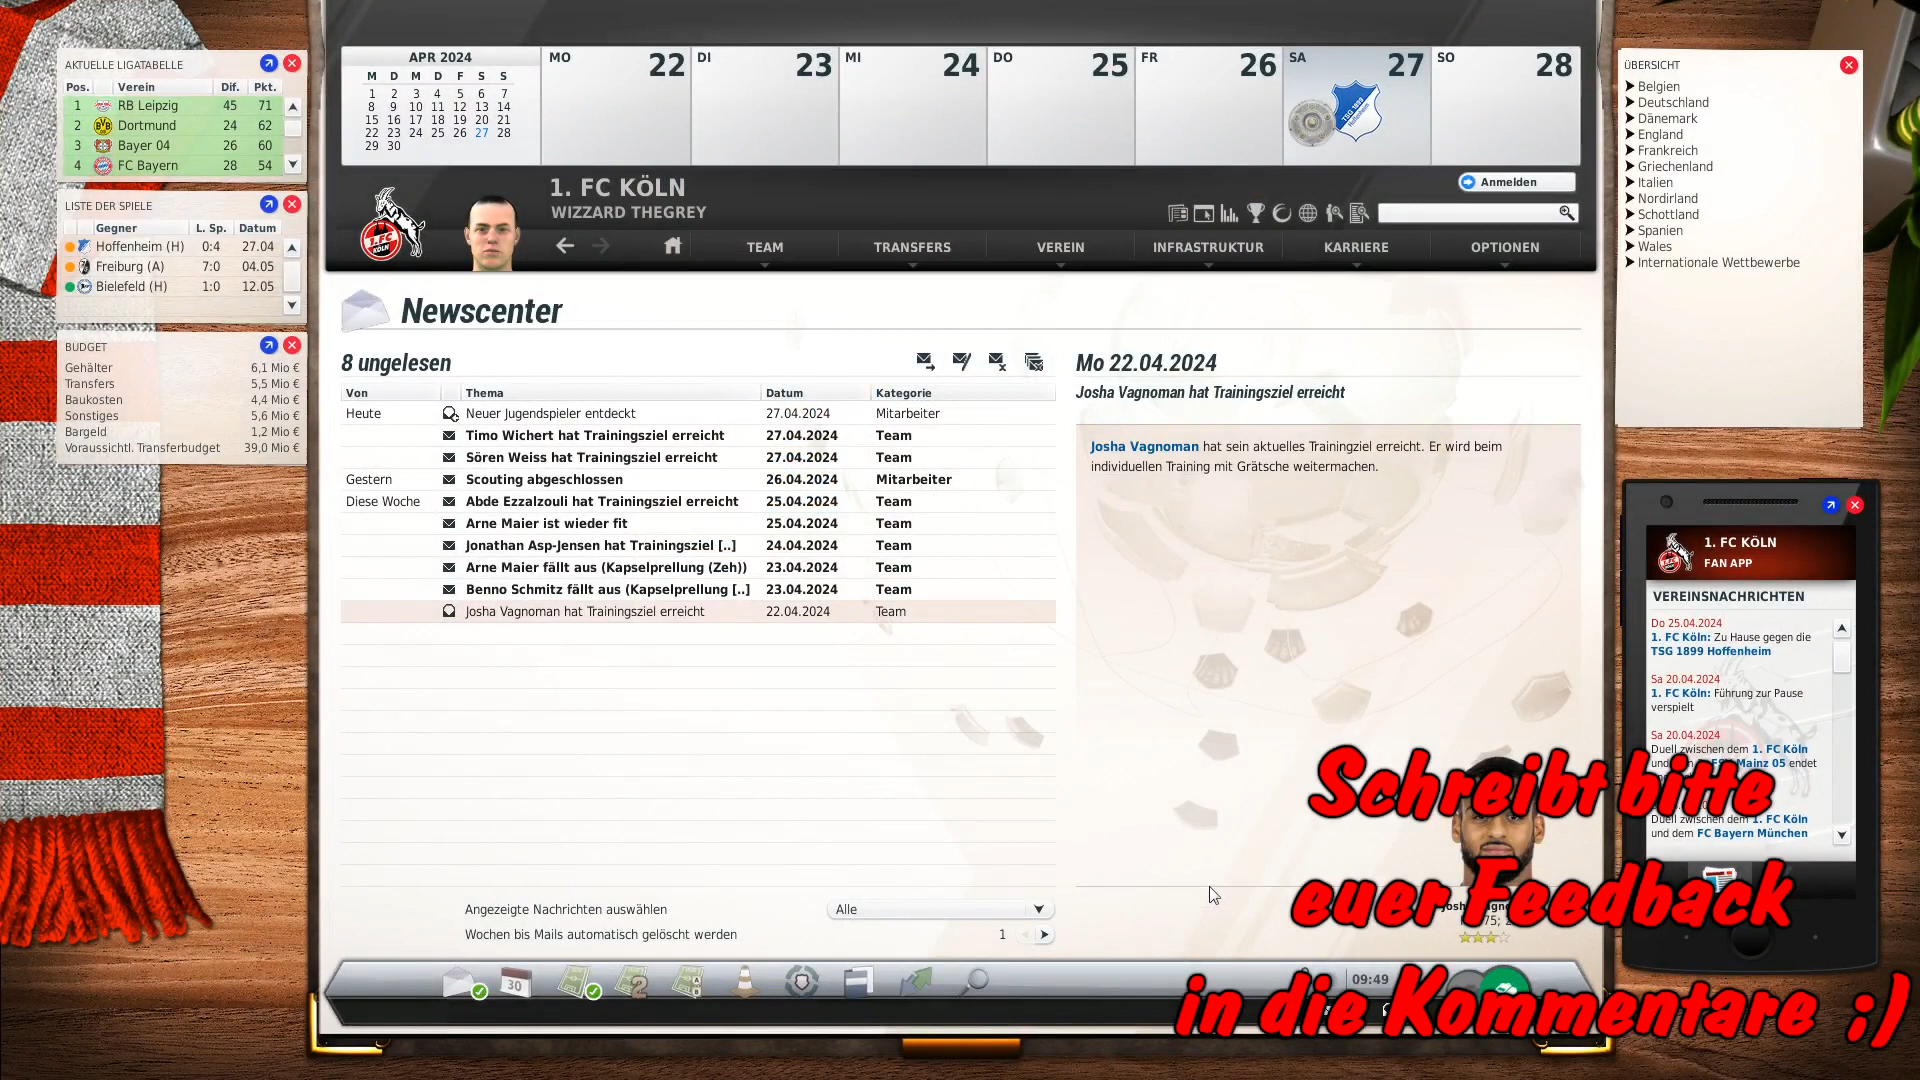 AKTUELLE LIGATABELLE
Pos. Verein Dif. Pkt.
1 RB Leipzig 45 71
2 Dortmund 24 62
3 Bayer 04 26 60
4 FC Bayern 28 54
LISTE DER SPIELE
Gegner L. Sp. Datum
Hoffenheim (H) 0:4 27.04
Freiburg (A) 7:0 04.05
Bielefeld (H) 1:0 12.05
BUDGET
Gehälter 6,1 Mio €
Transfers 5,5 Mio €
Baukosten 4,4 Mio €
Sonstiges 5,6 Mio €
Bargeld 1,2 Mio €
Voraussichtl. Transferbudget 39,0 Mio €
APR 2024
M D M D F S S
1 2 3 4 5 6 7
8 9 10 11 12 13 14
15 16 17 18 19 20 21
22 23 24 25 26 27 28
29 30
MO 22
DI 23
MI 24
DO 25
FR 26
SA 27
SO 28
1. FC KÖLN
WIZZARD THEGREY
Anmelden
TEAM TRANSFERS VEREIN INFRASTRUKTUR KARRIERE OPTIONEN
Newscenter
8 ungelesen
Von Thema Datum Kategorie
Heute Neuer Jugendspieler entdeckt 27.04.2024 Mitarbeiter
Timo Wichert hat Trainingsziel erreicht 27.04.2024 Team
Sören Weiss hat Trainingsziel erreicht 27.04.2024 Team
Gestern Scouting abgeschlossen 26.04.2024 Mitarbeiter
Diese Woche Abde Ezzalzouli hat Trainingsziel erreicht 25.04.2024 Team
Arne Maier ist wieder fit 25.04.2024 Team
Jonathan Asp-Jensen hat Trainingsziel [..] 24.04.2024 Team
Arne Maier fällt aus (Kapselprellung (Zeh)) 23.04.2024 Team
Benno Schmitz fällt aus (Kapselprellung [..] 23.04.2024 Team
Josha Vagnoman hat Trainingsziel erreicht 22.04.2024 Team
Angezeigte Nachrichten auswählen Alle
Wochen bis Mails automatisch gelöscht werden 1
Mo 22.04.2024
Josha Vagnoman hat Trainingsziel erreicht
Josha Vagnoman hat sein aktuelles Trainingziel erreicht. Er wird beim
individuellen Training mit Grätsche weitermachen.
ÜBERSICHT
Belgien
Deutschland
Dänemark
England
Frankreich
Griechenland
Italien
Nordirland
Schottland
Spanien
Wales
Internationale Wettbewerbe
1. FC KÖLN
FAN APP
VEREINSNACHRICHTEN
Do 25.04.2024
1. FC Köln: Zu Hause gegen die
TSG 1899 Hoffenheim
Sa 20.04.2024
1. FC Köln: Führung zur Pause
verspielt
Sa 20.04.2024
Duell zwischen dem 1. FC Köln
Mainz 05 endet
Duell zwischen dem 1. FC Köln
und dem FC Bayern München
30
2
09:49
Schreibt bitte
euer Feedback
in die Kommentare ;)